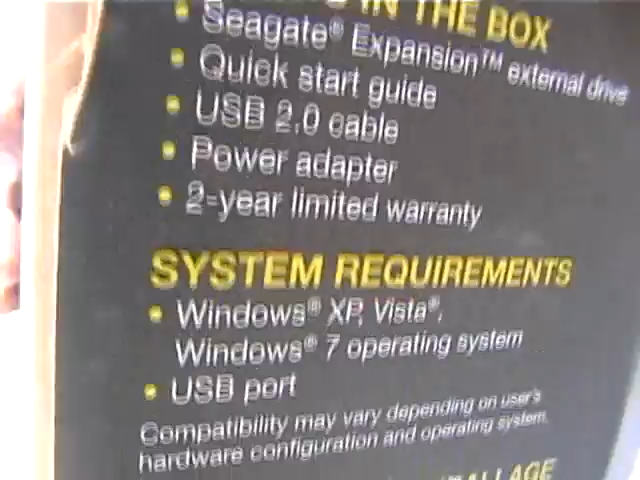 IN THE BOX
• Seagate® Expansion™ external drive
• Quick start guide
• USB 2.0 cable
• Power adapter
• 2-year limited warranty
SYSTEM REQUIREMENTS
• Windows® XP, Vista®,
Windows® 7 operating system
• USB port
Compatibility may vary depending on user's
hardware configuration and operating system.